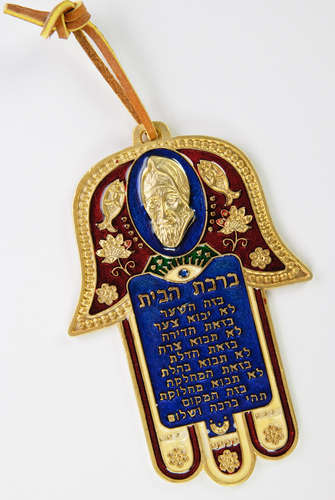 ברכת הבית
בזה השער
לא יבוא צער
בזאת הדירה
לא תבוא צרה
בזאת הדלת
לא תבוא בהלת
בזאת המחלקת
לא תבוא מחלוקת
בזה המקום
תהי ברכה ושלום